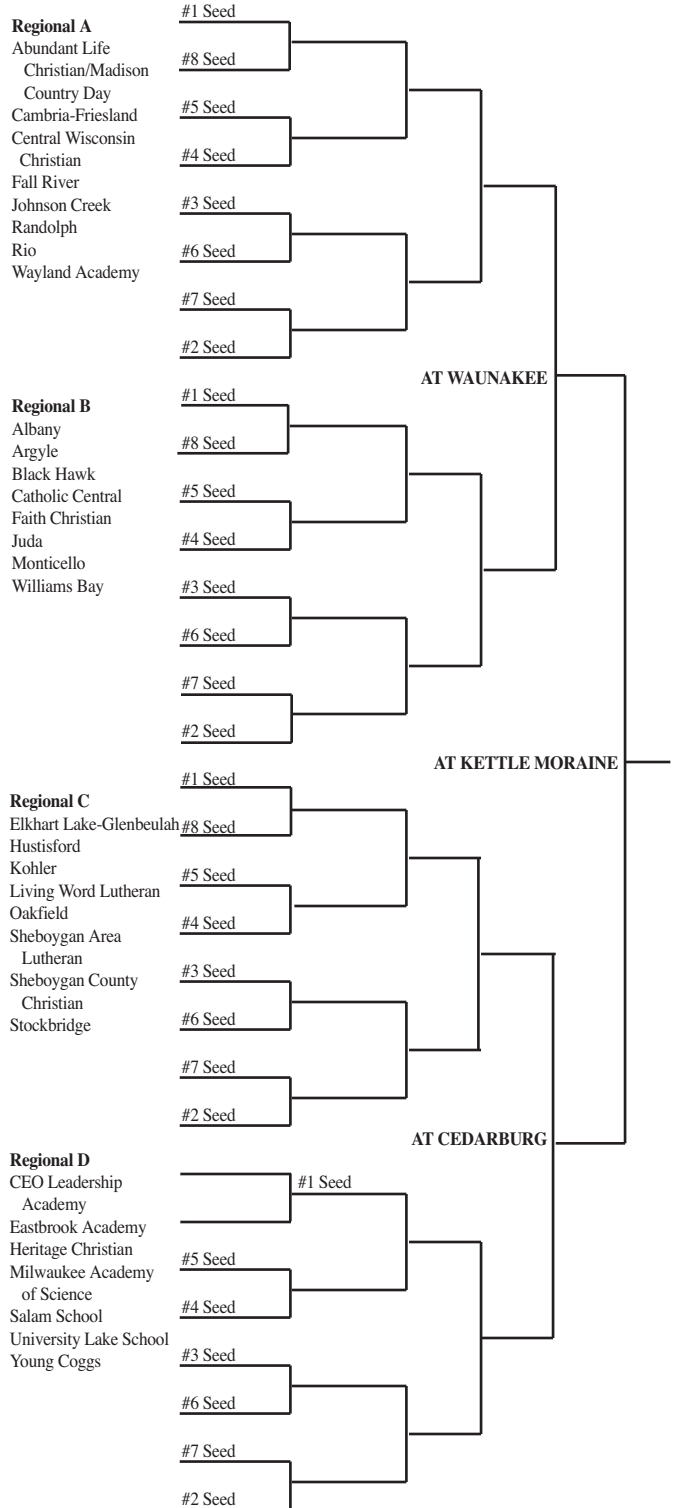 Regional A
Abundant Life
Christian/Madison
Country Day
Cambria-Friesland
Central Wisconsin
Christian
Fall River
Johnson Creek
Randolph
Rio
Wayland Academy
#1 Seed
#8 Seed
#5 Seed
#4 Seed
#3 Seed
#6 Seed
#7 Seed
#2 Seed
AT WAUNAKEE
Regional B
Albany
Argyle
Black Hawk
Catholic Central
Faith Christian
Juda
Monticello
Williams Bay
#1 Seed
#8 Seed
#5 Seed
#4 Seed
#3 Seed
#6 Seed
#7 Seed
#2 Seed
AT KETTLE MORAINE
Regional C
Elkhart Lake-Glenbeulah
Hustisford
Kohler
Living Word Lutheran
Oakfield
Sheboygan Area
Lutheran
Sheboygan County
Christian
Stockbridge
#1 Seed
#8 Seed
#5 Seed
#4 Seed
#3 Seed
#6 Seed
#7 Seed
#2 Seed
AT CEDARBURG
Regional D
CEO Leadership
Academy
Eastbrook Academy
Heritage Christian
Milwaukee Academy
of Science
Salam School
University Lake School
Young Coggs
#1 Seed
#5 Seed
#4 Seed
#3 Seed
#6 Seed
#7 Seed
#2 Seed